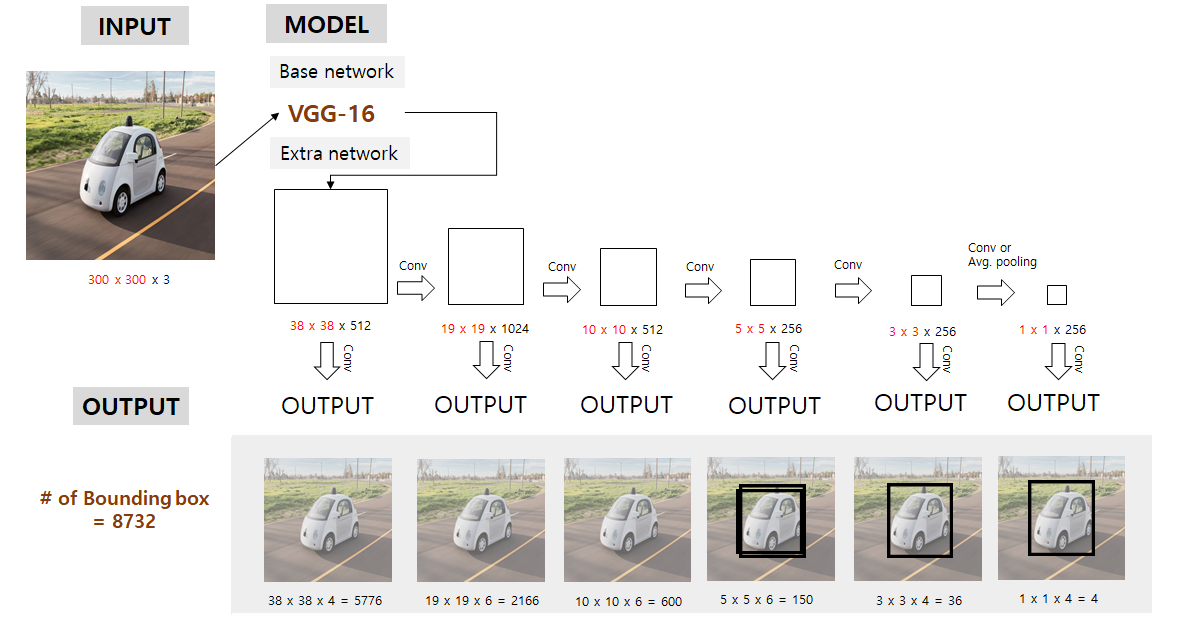 INPUT
MODEL
Base network
VGG-16
Extra network
300 x 300 x 3
Conv
Conv
Conv
Conv
Conv or
Avg. pooling
38 x 38 x 512
19 x 19 x 1024
10 x 10 x 512
5 x 5 x 256
3 x 3 x 256
1 x 1 x 256
Conv
Conv
Conv
Conv
Conv
Conv
OUTPUT
OUTPUT
OUTPUT
OUTPUT
OUTPUT
OUTPUT
OUTPUT
# of Bounding box
= 8732
38 x 38 x 4 = 5776
19 x 19 x 6 = 2166
10 x 10 x 6 = 600
5 x 5 x 6 = 150
3 x 3 x 4 = 36
1 x 1 x 4 = 4